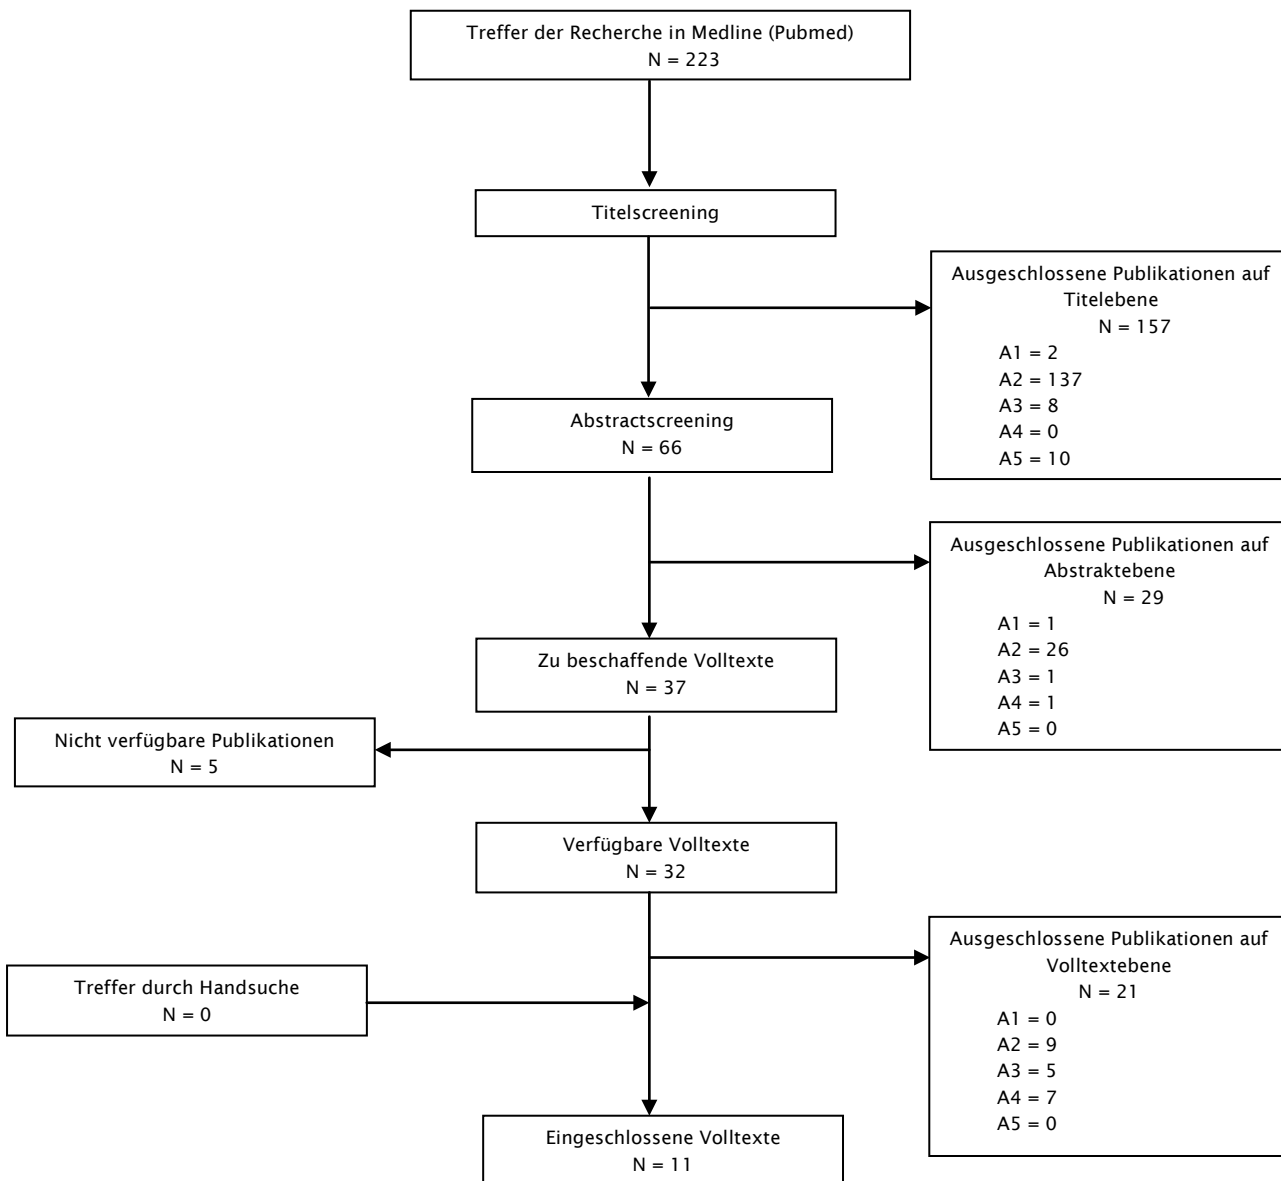 Treffer der Recherche in Medline (Pubmed)
N = 223
Titelscreening
Ausgeschlossene Publikationen auf
Titelebene
N = 157
A1 = 2
A2 = 137
A3 = 8
A4 = 0
A5 = 10
Abstractscreening
N = 66
Ausgeschlossene Publikationen auf
Abstraktebene
N = 29
A1 = 1
A2 = 26
A3 = 1
A4 = 1
A5 = 0
Zu beschaffende Volltexte
N = 37
Nicht verfügbare Publikationen
N = 5
Verfügbare Volltexte
N = 32
Ausgeschlossene Publikationen auf
Volltextebene
N = 21
A1 = 0
A2 = 9
A3 = 5
A4 = 7
A5 = 0
Treffer durch Handsuche
N = 0
Eingeschlossene Volltexte
N = 11